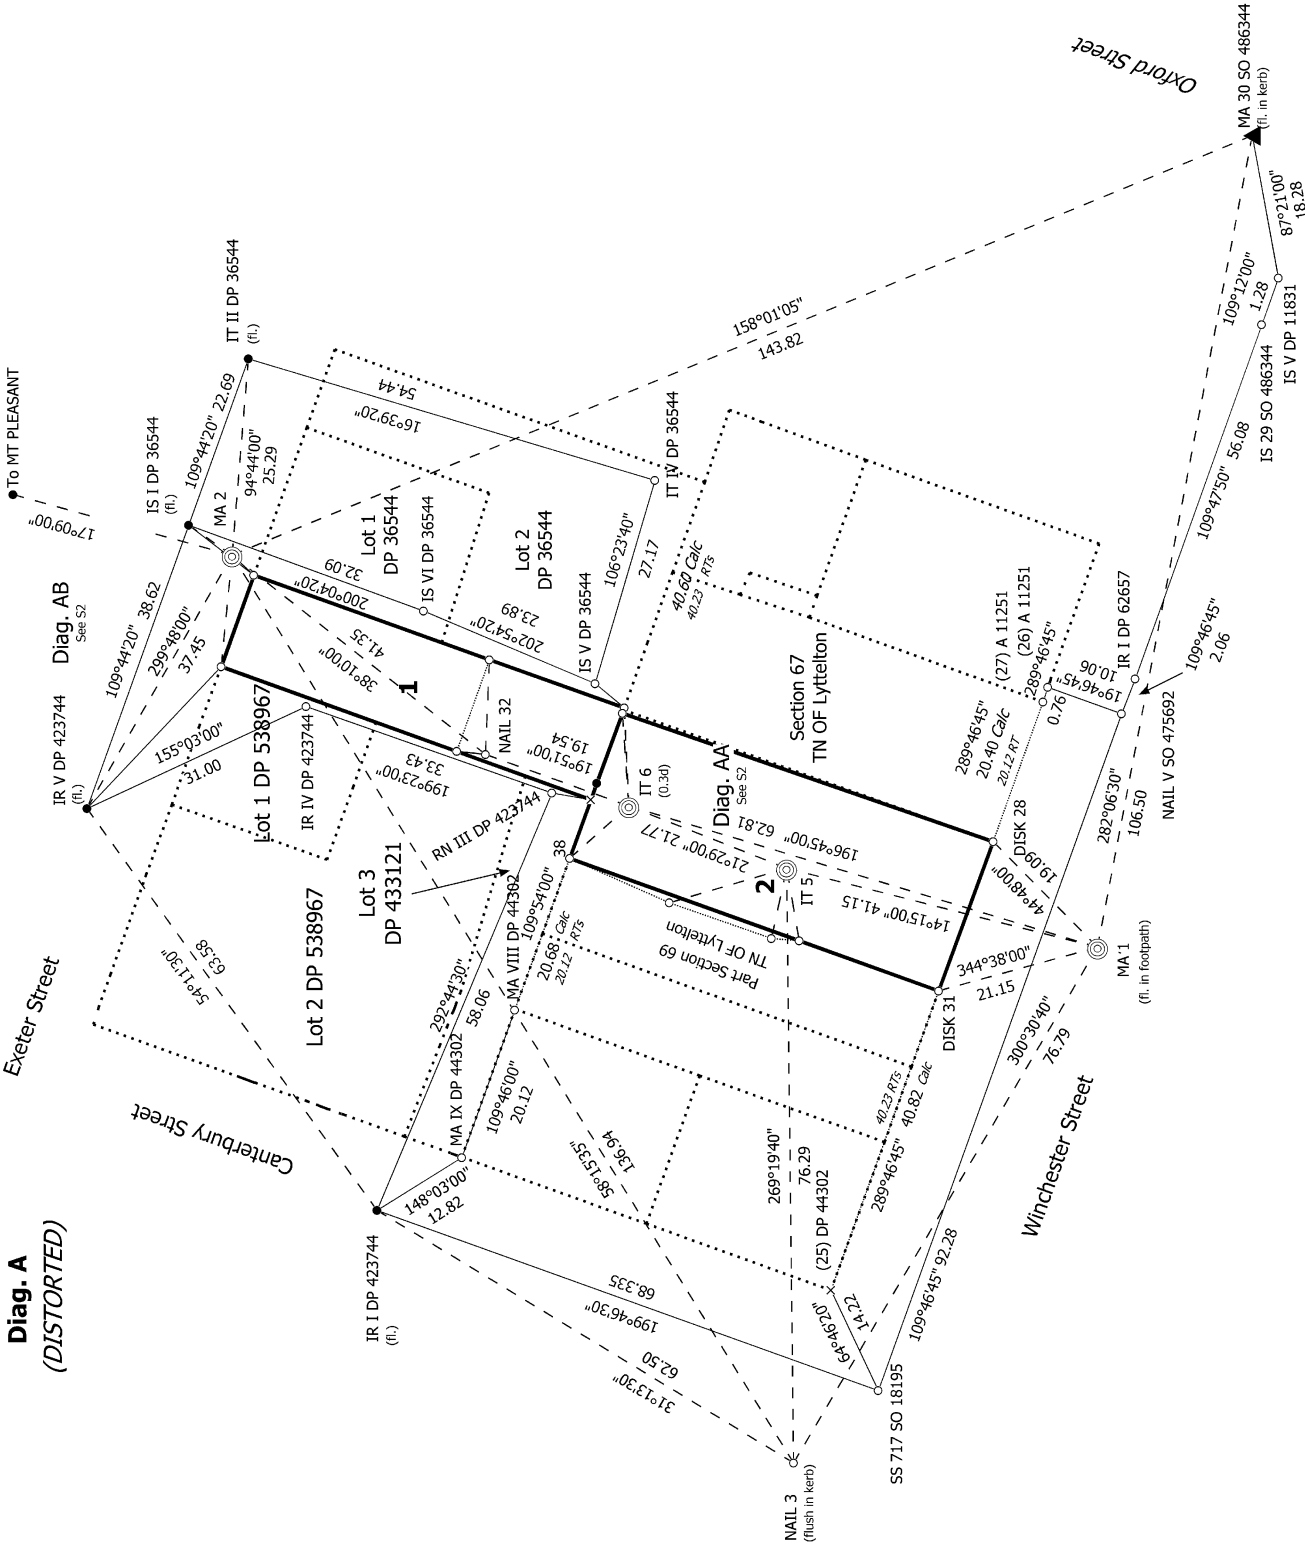 Diag. A
(DISTORTED)
Exeter Street
Canterbury Street
Winchester Street
Oxford Street
To MT PLEASANT
17°09'00"
Diag. AB
See S2
IS I DP 36544
(fl.)
MA 2
IT II DP 36544
(fl.)
109°44'20" 22.69
94°44'00"
25.29
109°44'20" 38.62
299°48'00"
37.45
IR V DP 423744
(fl.)
155°03'00"
31.00
Lot 1 DP 538967
IR IV DP 423744
199°23'00"
33.43
1
38°10'00"
41.35
200°04'20"
32.09
Lot 1
DP 36544
IS VI DP 36544
Lot 2
DP 36544
202°54'20"
23.89
IS V DP 36544
106°23'40"
27.17
16°39'20"
54.44
IT IV DP 36544
158°01'05"
143.82
MA 30 SO 486344
(fl. in kerb)
87°21'00"
18.28
109°12'00"
1.28
IS V DP 11831
IS 29 SO 486344
109°47'50" 56.08
IR I DP 62657
109°46'45"
2.06
NAIL V SO 475692
282°06'30"
106.50
19°46'45"
10.06
(27) A 11251
(26) A 11251
289°46'45"
0.76
289°46'45"
20.40 Calc
20.12 RT
40.60 Calc
40.23 RTs
Section 67
TN OF Lyttelton
NAIL 32
19°51'00"
19.54
RN III DP 423744
Lot 3
DP 433121
Lot 2 DP 538967
54°11'30"
63.58
292°44'30"
58.06
38
IT 6
(0.3d)
Diag. AA
See S2
196°45'00" 62.81
21°29'00" 21.77
2
IT 5
14°15'00" 41.15
DISK 28
44°48'00"
19.09
MA 1
(fl. in footpath)
344°38'00"
21.15
DISK 31
Part Section 69
TN OF Lyttelton
109°54'00"
20.68 Calc
20.12 RTs
MA VIII DP 44302
MA IX DP 44302
109°46'00"
20.12
148°03'00"
12.82
IR I DP 423744
(fl.)
58°15'35"
136.94
269°19'40"
76.29
(25) DP 44302
289°46'45"
40.23 RTs
40.82 Calc
300°30'40"
76.79
109°46'45" 92.28
64°46'20"
14.22
SS 717 SO 18195
199°46'30"
68.335
31°13'30"
62.50
NAIL 3
(flush in kerb)